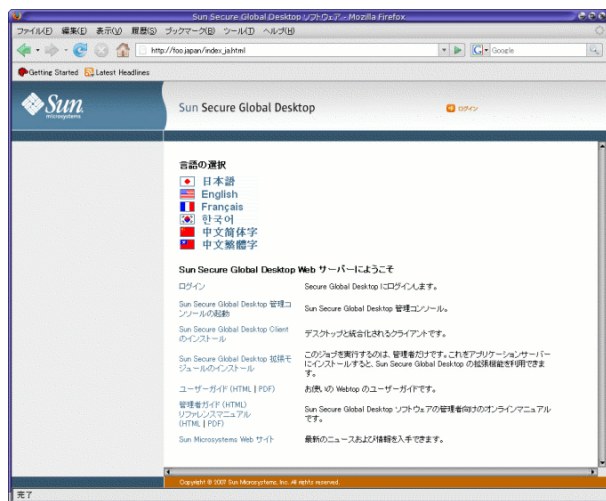 Sun Secure Global Desktop ソフトウェア - Mozilla Firefox
ファイル(F) 編集(E) 表示(V) 履歴(S) ブックマーク(B) ツール(T) ヘルプ(H)
http://foo.japan/index_ja.html
Google
Getting Started Latest Headlines
Sun
microsystems
Sun Secure Global Desktop
ログイン
言語の選択
日本語
English
Français
한국어
中文简体字
中文繁體字
Sun Secure Global Desktop Web サーバーにようこそ
ログイン
Secure Global Desktop にログインします。
Sun Secure Global Desktop 管理コ
ンソールの起動
Sun Secure Global Desktop 管理コンソール。
Sun Secure Global Desktop Client
のインストール
デスクトップと統合化されるクライアントです。
Sun Secure Global Desktop 拡張モ
ジュールのインストール
このジョブを実行するのは、管理者だけです。これをアプリケーションサーバー
にインストールすると、Sun Secure Global Desktop の拡張機能を利用できま
す。
ユーザーガイド (HTML | PDF)
お使いの Webtop のユーザーガイドです。
管理者ガイド (HTML)
リファレンスマニュアル
(HTML | PDF)
Sun Secure Global Desktop ソフトウェアの管理者向けのオンラインマニュアル
です。
Sun Microsystems Web サイト
最新のニュースおよび情報を入手できます。
Copyright © 2007 Sun Microsystems, Inc. All rights reserved.
完了